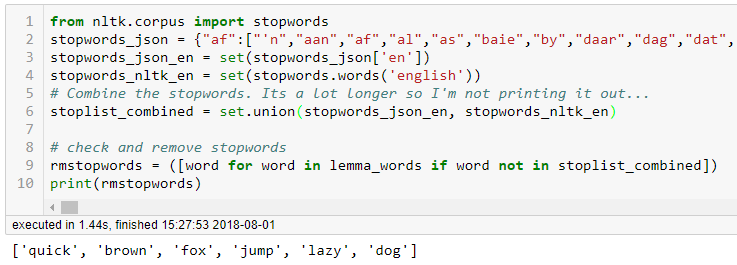 1 from nltk.corpus import stopwords
2 stopwords_json = {"af":["'n","aan","af","al","as","baie","by","daar","dag","dat",
3 stopwords_json_en = set(stopwords_json['en'])
4 stopwords_nltk_en = set(stopwords.words('english'))
5 # Combine the stopwords. Its a lot longer so I'm not printing it out...
6 stoplist_combined = set.union(stopwords_json_en, stopwords_nltk_en)
7
8 # check and remove stopwords
9 rmstopwords = ([word for word in lemma_words if word not in stoplist_combined])
10 print(rmstopwords)
executed in 1.44s, finished 15:27:53 2018-08-01
['quick', 'brown', 'fox', 'jump', 'lazy', 'dog']